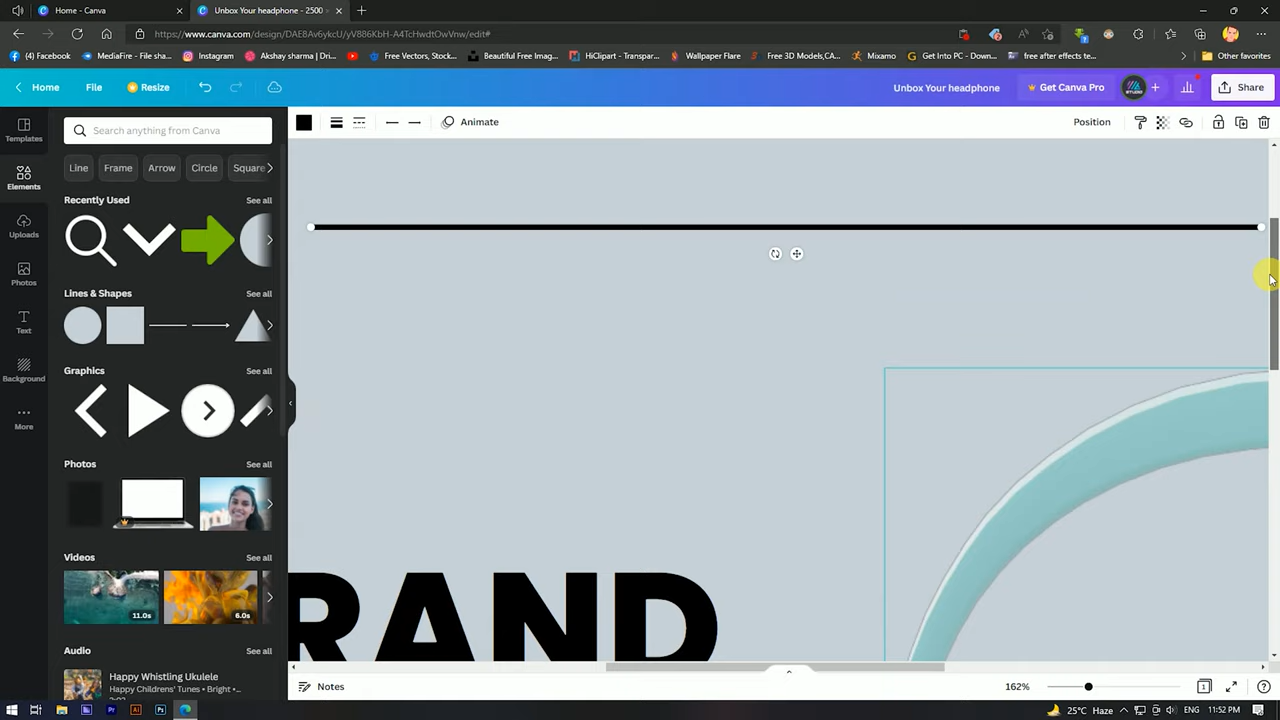 Home - Canva
Unbox Your headphone - 2500
https://www.canva.com/design/DAE8Av6ykcU/yV886KbH-A4TcHwdtOwVnw/edit#
(4) Facebook
MediaFire - File sha...
Instagram
Akshay sharma | Dri...
Free Vectors, Stock...
Beautiful Free Imag...
HiClipart - Transpar...
Wallpaper Flare
Free 3D Models,CA...
Mixamo
Get Into PC - Down...
free after effects te...
Other favorites
Home
File
Resize
Unbox Your headphone
Get Canva Pro
Share
Templates
Elements
Uploads
Photos
Text
Background
More
Search anything from Canva
Line
Frame
Arrow
Circle
Square
Recently Used
See all
Lines & Shapes
See all
Graphics
See all
Photos
See all
Videos
See all
11.0s
6.0s
Audio
See all
Happy Whistling Ukulele
Happy Childrens' Tunes • Bright •...
Animate
Position
RAND
Notes
162%
1
25°C Haze
ENG
11:52 PM